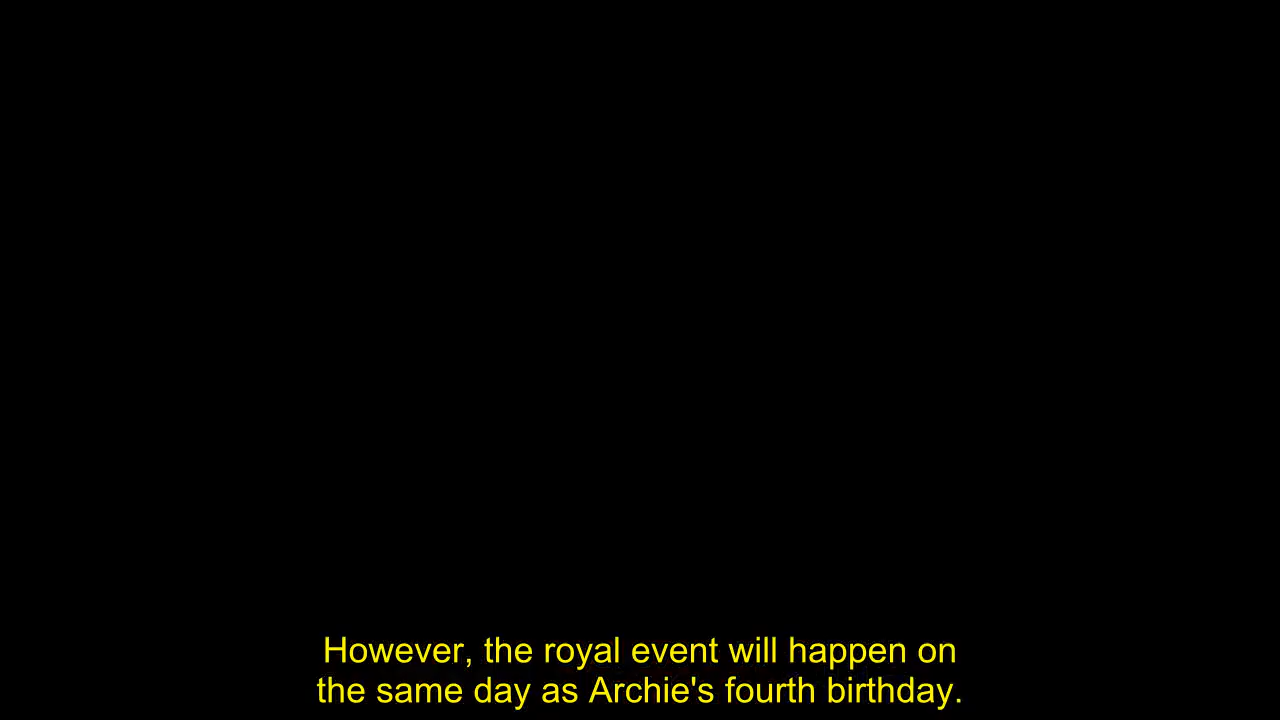 However, the royal event will happen on
the same day as Archie's fourth birthday.